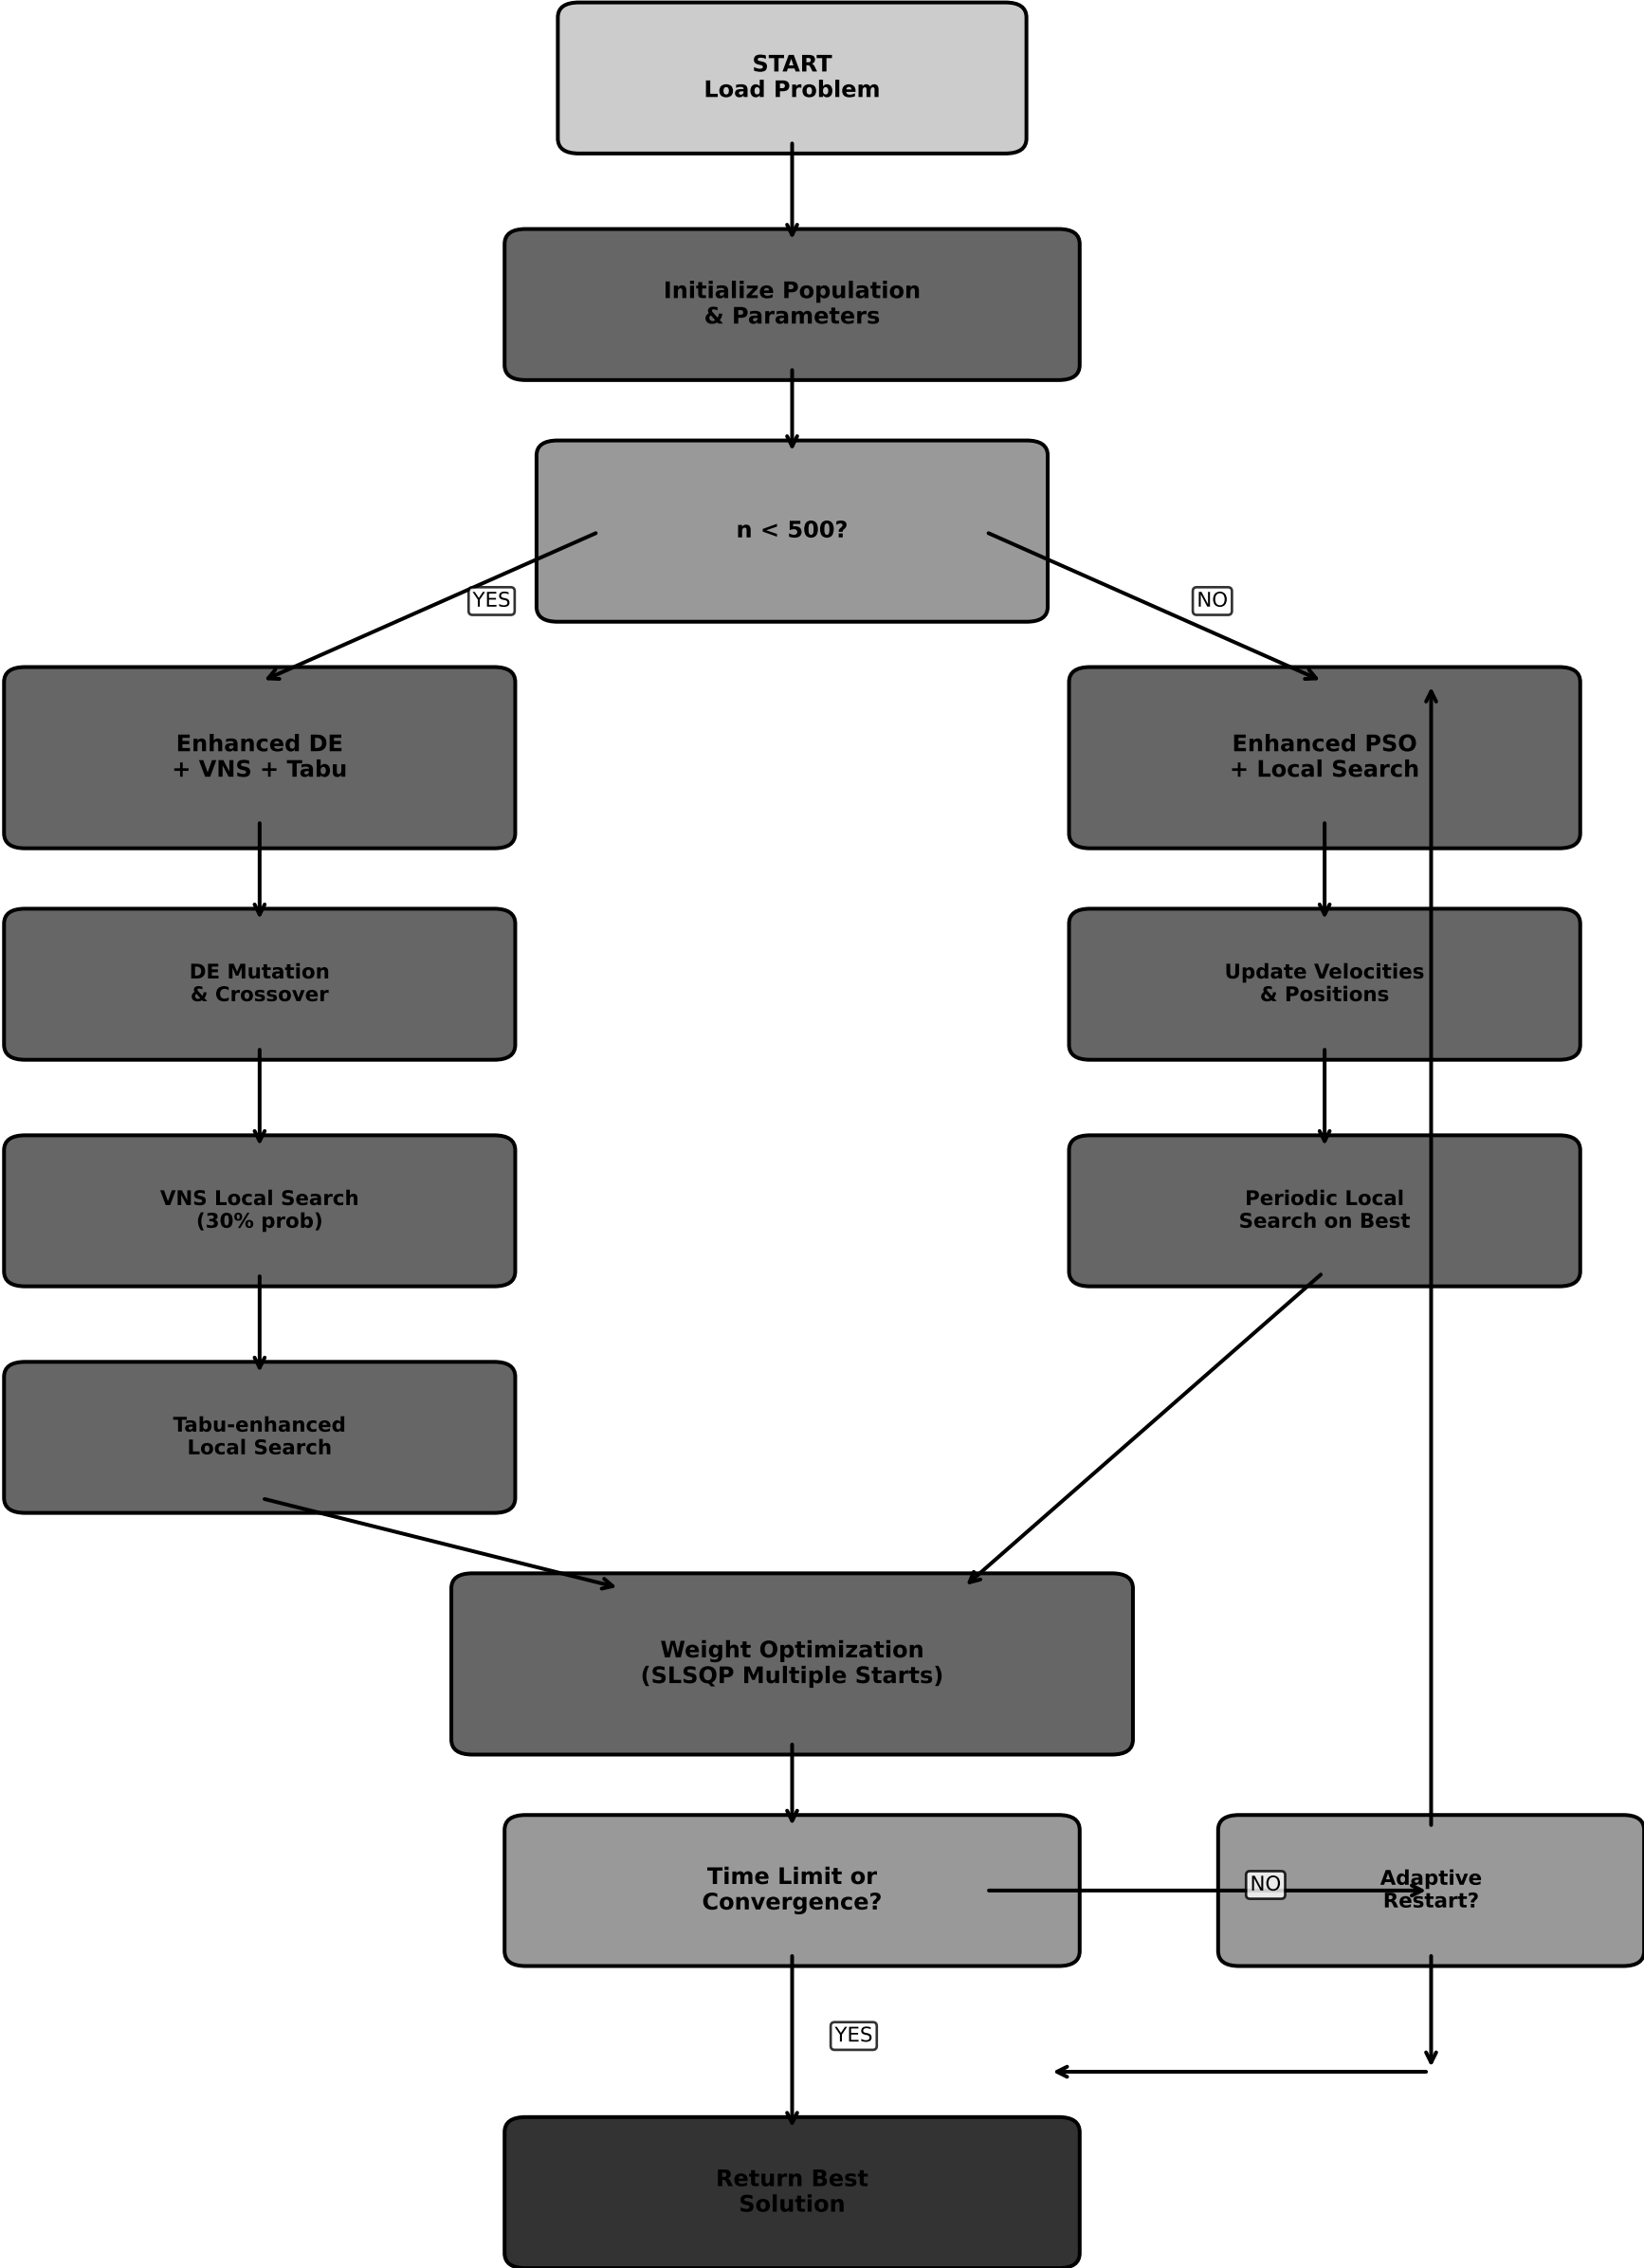 START
Load Problem
Initialize Population
& Parameters
n < 500?
YES
NO
Enhanced DE
+ VNS + Tabu
Enhanced PSO
+ Local Search
DE Mutation
& Crossover
Update Velocities
& Positions
VNS Local Search
(30% prob)
Periodic Local
Search on Best
Tabu-enhanced
Local Search
Weight Optimization
(SLSQP Multiple Starts)
Time Limit or
Convergence?
NO
Adaptive
Restart?
YES
Return Best
Solution